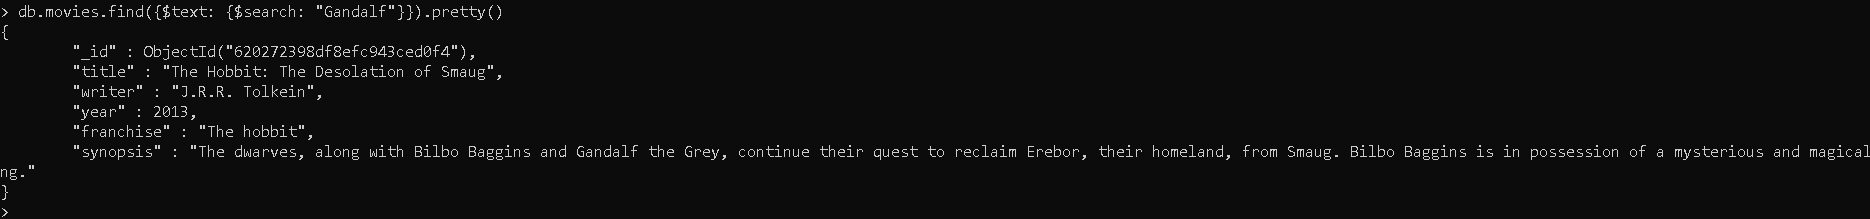 > db.movies.find({$text: {$search: "Gandalf"}}).pretty()
{
        "_id" : ObjectId("620272398df8efc943ced0f4"),
        "title" : "The Hobbit: The Desolation of Smaug",
        "writer" : "J.R.R. Tolkein",
        "year" : 2013,
        "franchise" : "The hobbit",
        "synopsis" : "The dwarves, along with Bilbo Baggins and Gandalf the Grey, continue their quest to reclaim Erebor, their homeland, from Smaug. Bilbo Baggins is in possession of a mysterious and magical
ng."
}
>